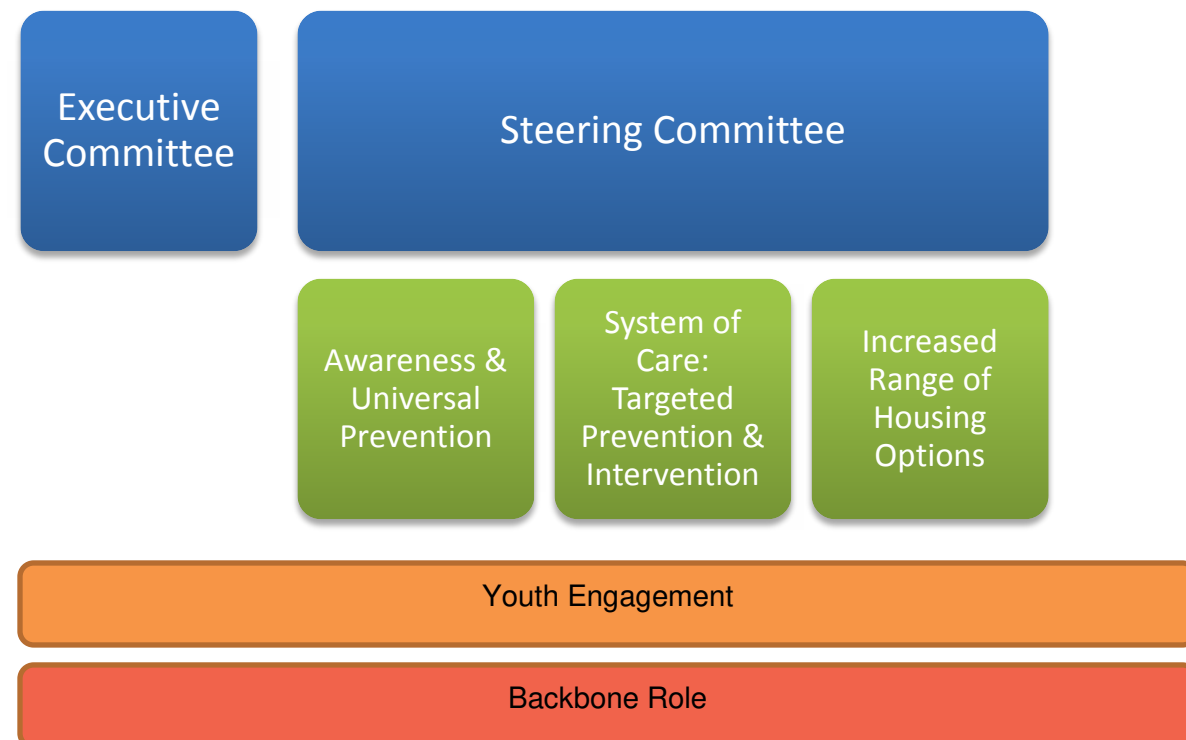 Executive
Committee
Steering Committee
Awareness &
Universal
Prevention
System of
Care:
Targeted
Prevention &
Intervention
Increased
Range of
Housing
Options
Youth Engagement
Backbone Role